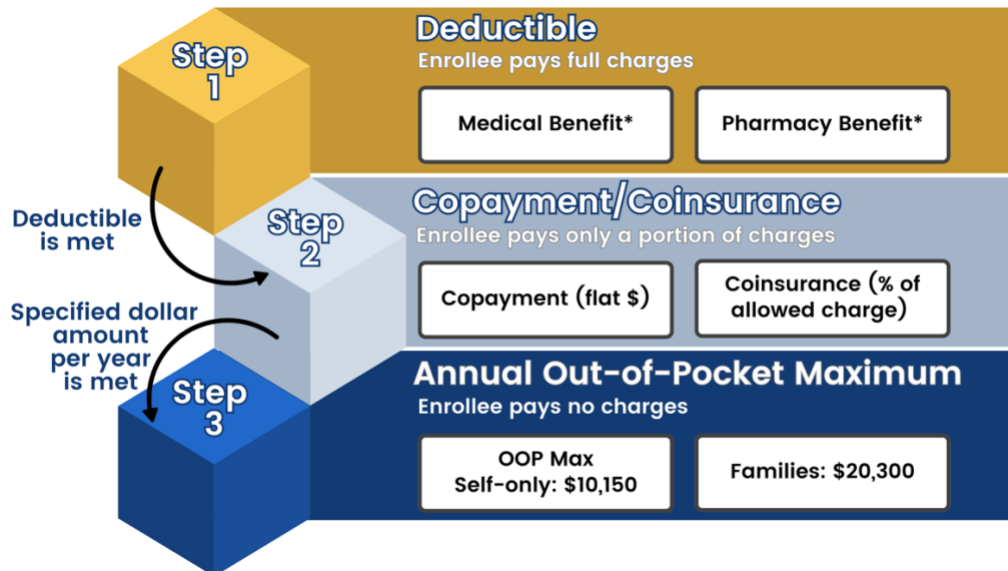 Step
1
Deductible
Enrollee pays full charges
Medical Benefit*
Pharmacy Benefit*
Deductible
is met
Step
2
Copayment/Coinsurance
Enrollee pays only a portion of charges
Copayment (flat $)
Coinsurance (% of
allowed charge)
Specified dollar
amount
per year
is met
Step
3
Annual Out-of-Pocket Maximum
Enrollee pays no charges
OOP Max
Self-only: $10,150
Families: $20,300